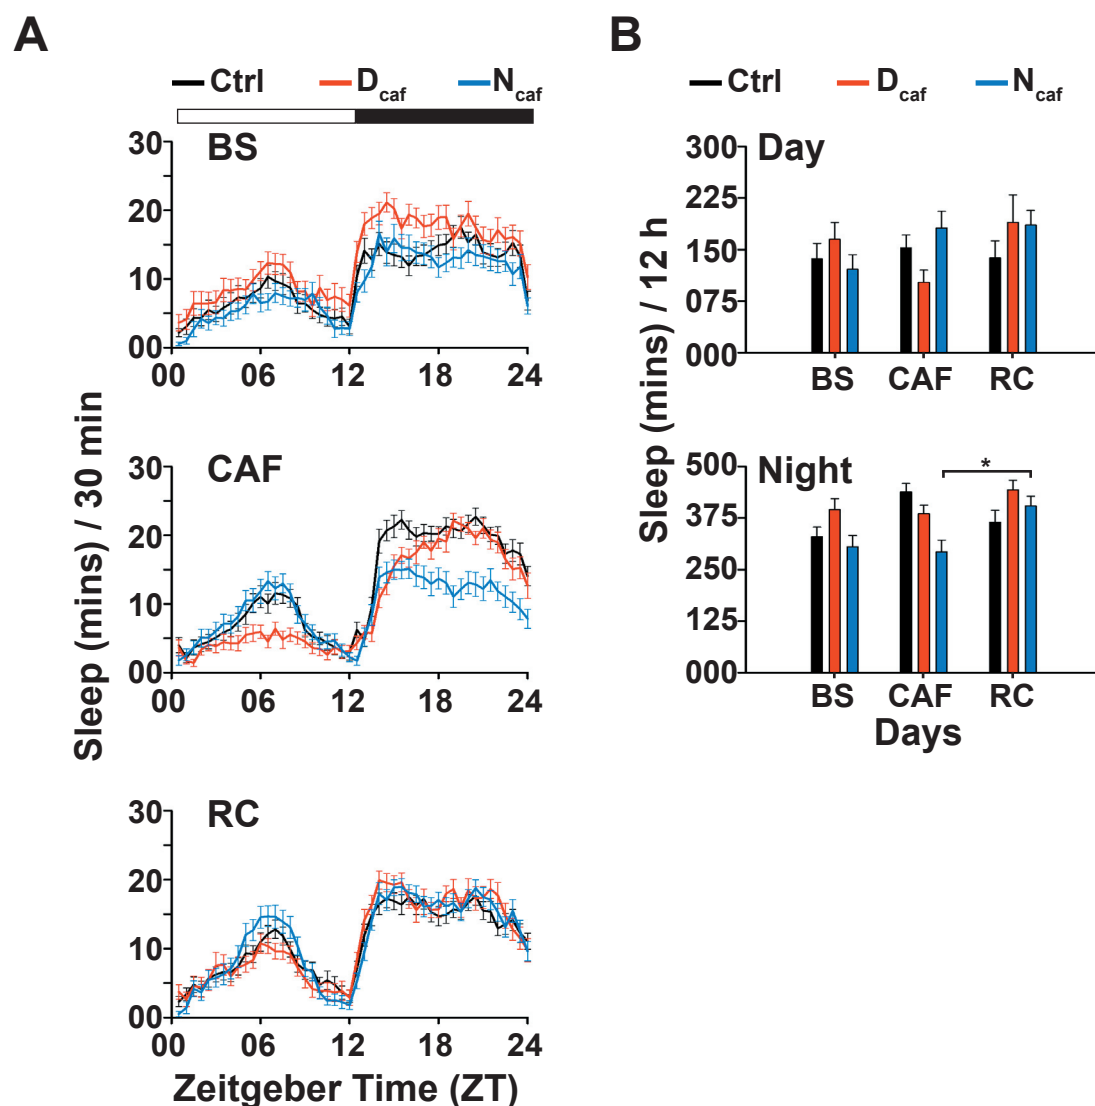 A
Ctrl Dcaf Ncaf
BS
30
20
10
00
00 06 12 18 24
CAF
30
20
10
00
00 06 12 18 24
RC
30
20
10
00
00 06 12 18 24
Sleep (mins) / 30 min
Zeitgeber Time (ZT)
B
Ctrl Dcaf Ncaf
Day
300
225
150
075
000
BS CAF RC
Night
*
500
375
250
125
000
BS CAF RC
Sleep (mins) / 12 h
Days